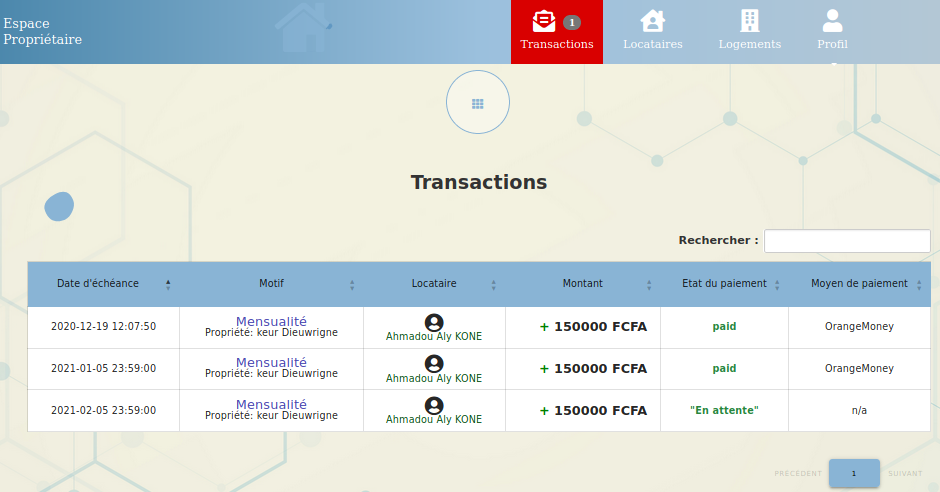 Espace
Propriétaire
1
Transactions
Locataires
Logements
Profil
Transactions
Rechercher :
Date d'échéance Motif Locataire Montant Etat du paiement Moyen de paiement
2020-12-19 12:07:50 Mensualité Propriété: keur Dieuwrigne Ahmadou Aly KONE + 150000 FCFA paid OrangeMoney
2021-01-05 23:59:00 Mensualité Propriété: keur Dieuwrigne Ahmadou Aly KONE + 150000 FCFA paid OrangeMoney
2021-02-05 23:59:00 Mensualité Propriété: keur Dieuwrigne Ahmadou Aly KONE + 150000 FCFA "En attente" n/a
PRÉCÉDENT 1 SUIVANT